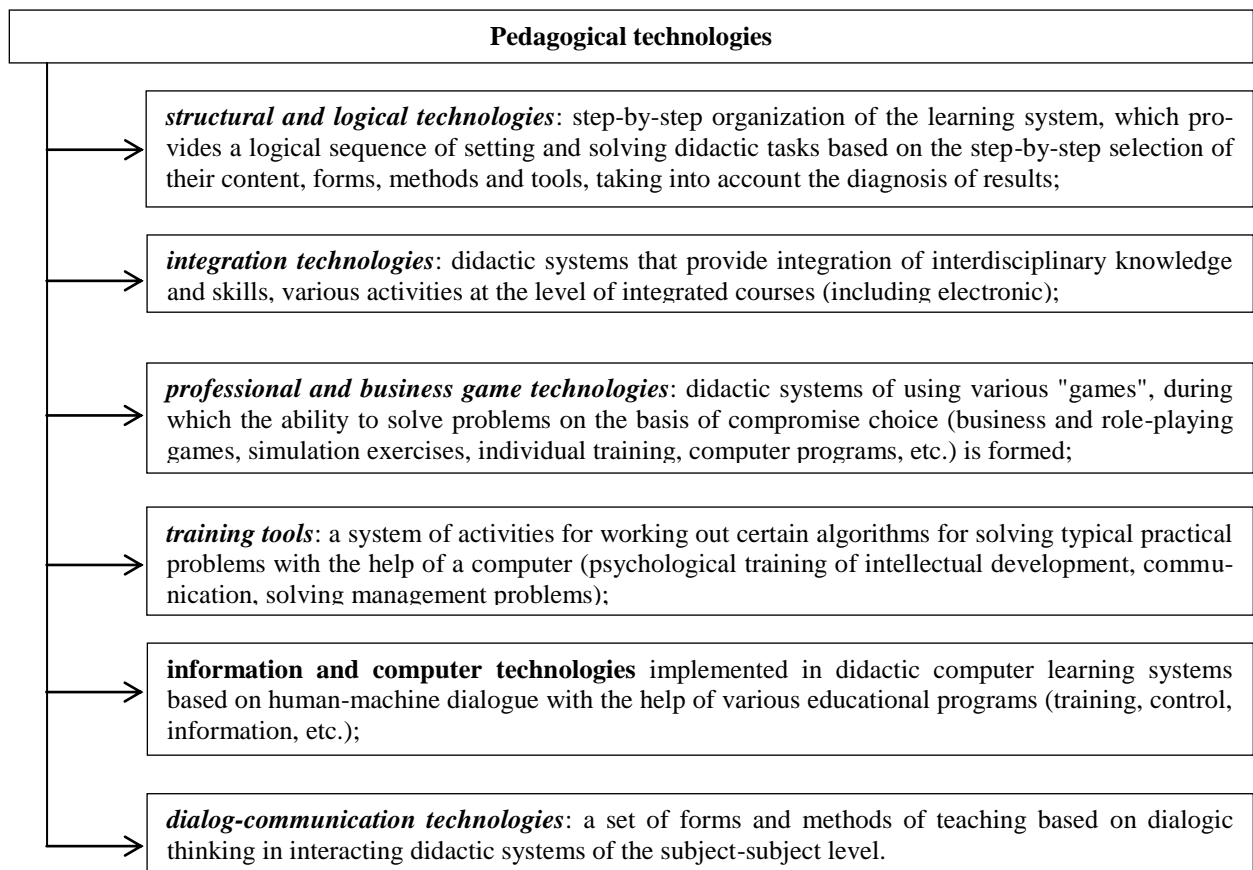 Pedagogical technologies
structural and logical technologies: step-by-step organization of the learning system, which pro-
vides a logical sequence of setting and solving didactic tasks based on the step-by-step selection of
their content, forms, methods and tools, taking into account the diagnosis of results;
integration technologies: didactic systems that provide integration of interdisciplinary knowledge
and skills, various activities at the level of integrated courses (including electronic);
professional and business game technologies: didactic systems of using various "games", during
which the ability to solve problems on the basis of compromise choice (business and role-playing
games, simulation exercises, individual training, computer programs, etc.) is formed;
training tools: a system of activities for working out certain algorithms for solving typical practical
problems with the help of a computer (psychological training of intellectual development, commu-
nication, solving management problems);
information and computer technologies implemented in didactic computer learning systems
based on human-machine dialogue with the help of various educational programs (training, control,
information, etc.);
dialog-communication technologies: a set of forms and methods of teaching based on dialogic
thinking in interacting didactic systems of the subject-subject level.